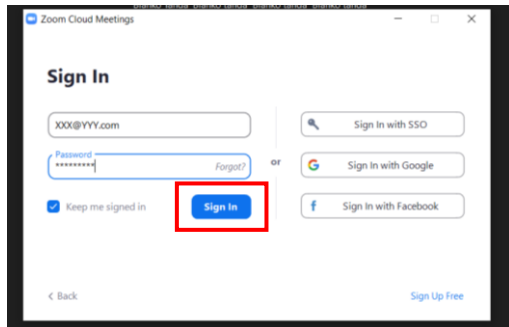 Zoom Cloud Meetings
Sign In
XXX@YYY.com
Password
*********
Forgot?
Keep me signed in
Sign In
or
Sign In with SSO
Sign In with Google
Sign In with Facebook
< Back
Sign Up Free